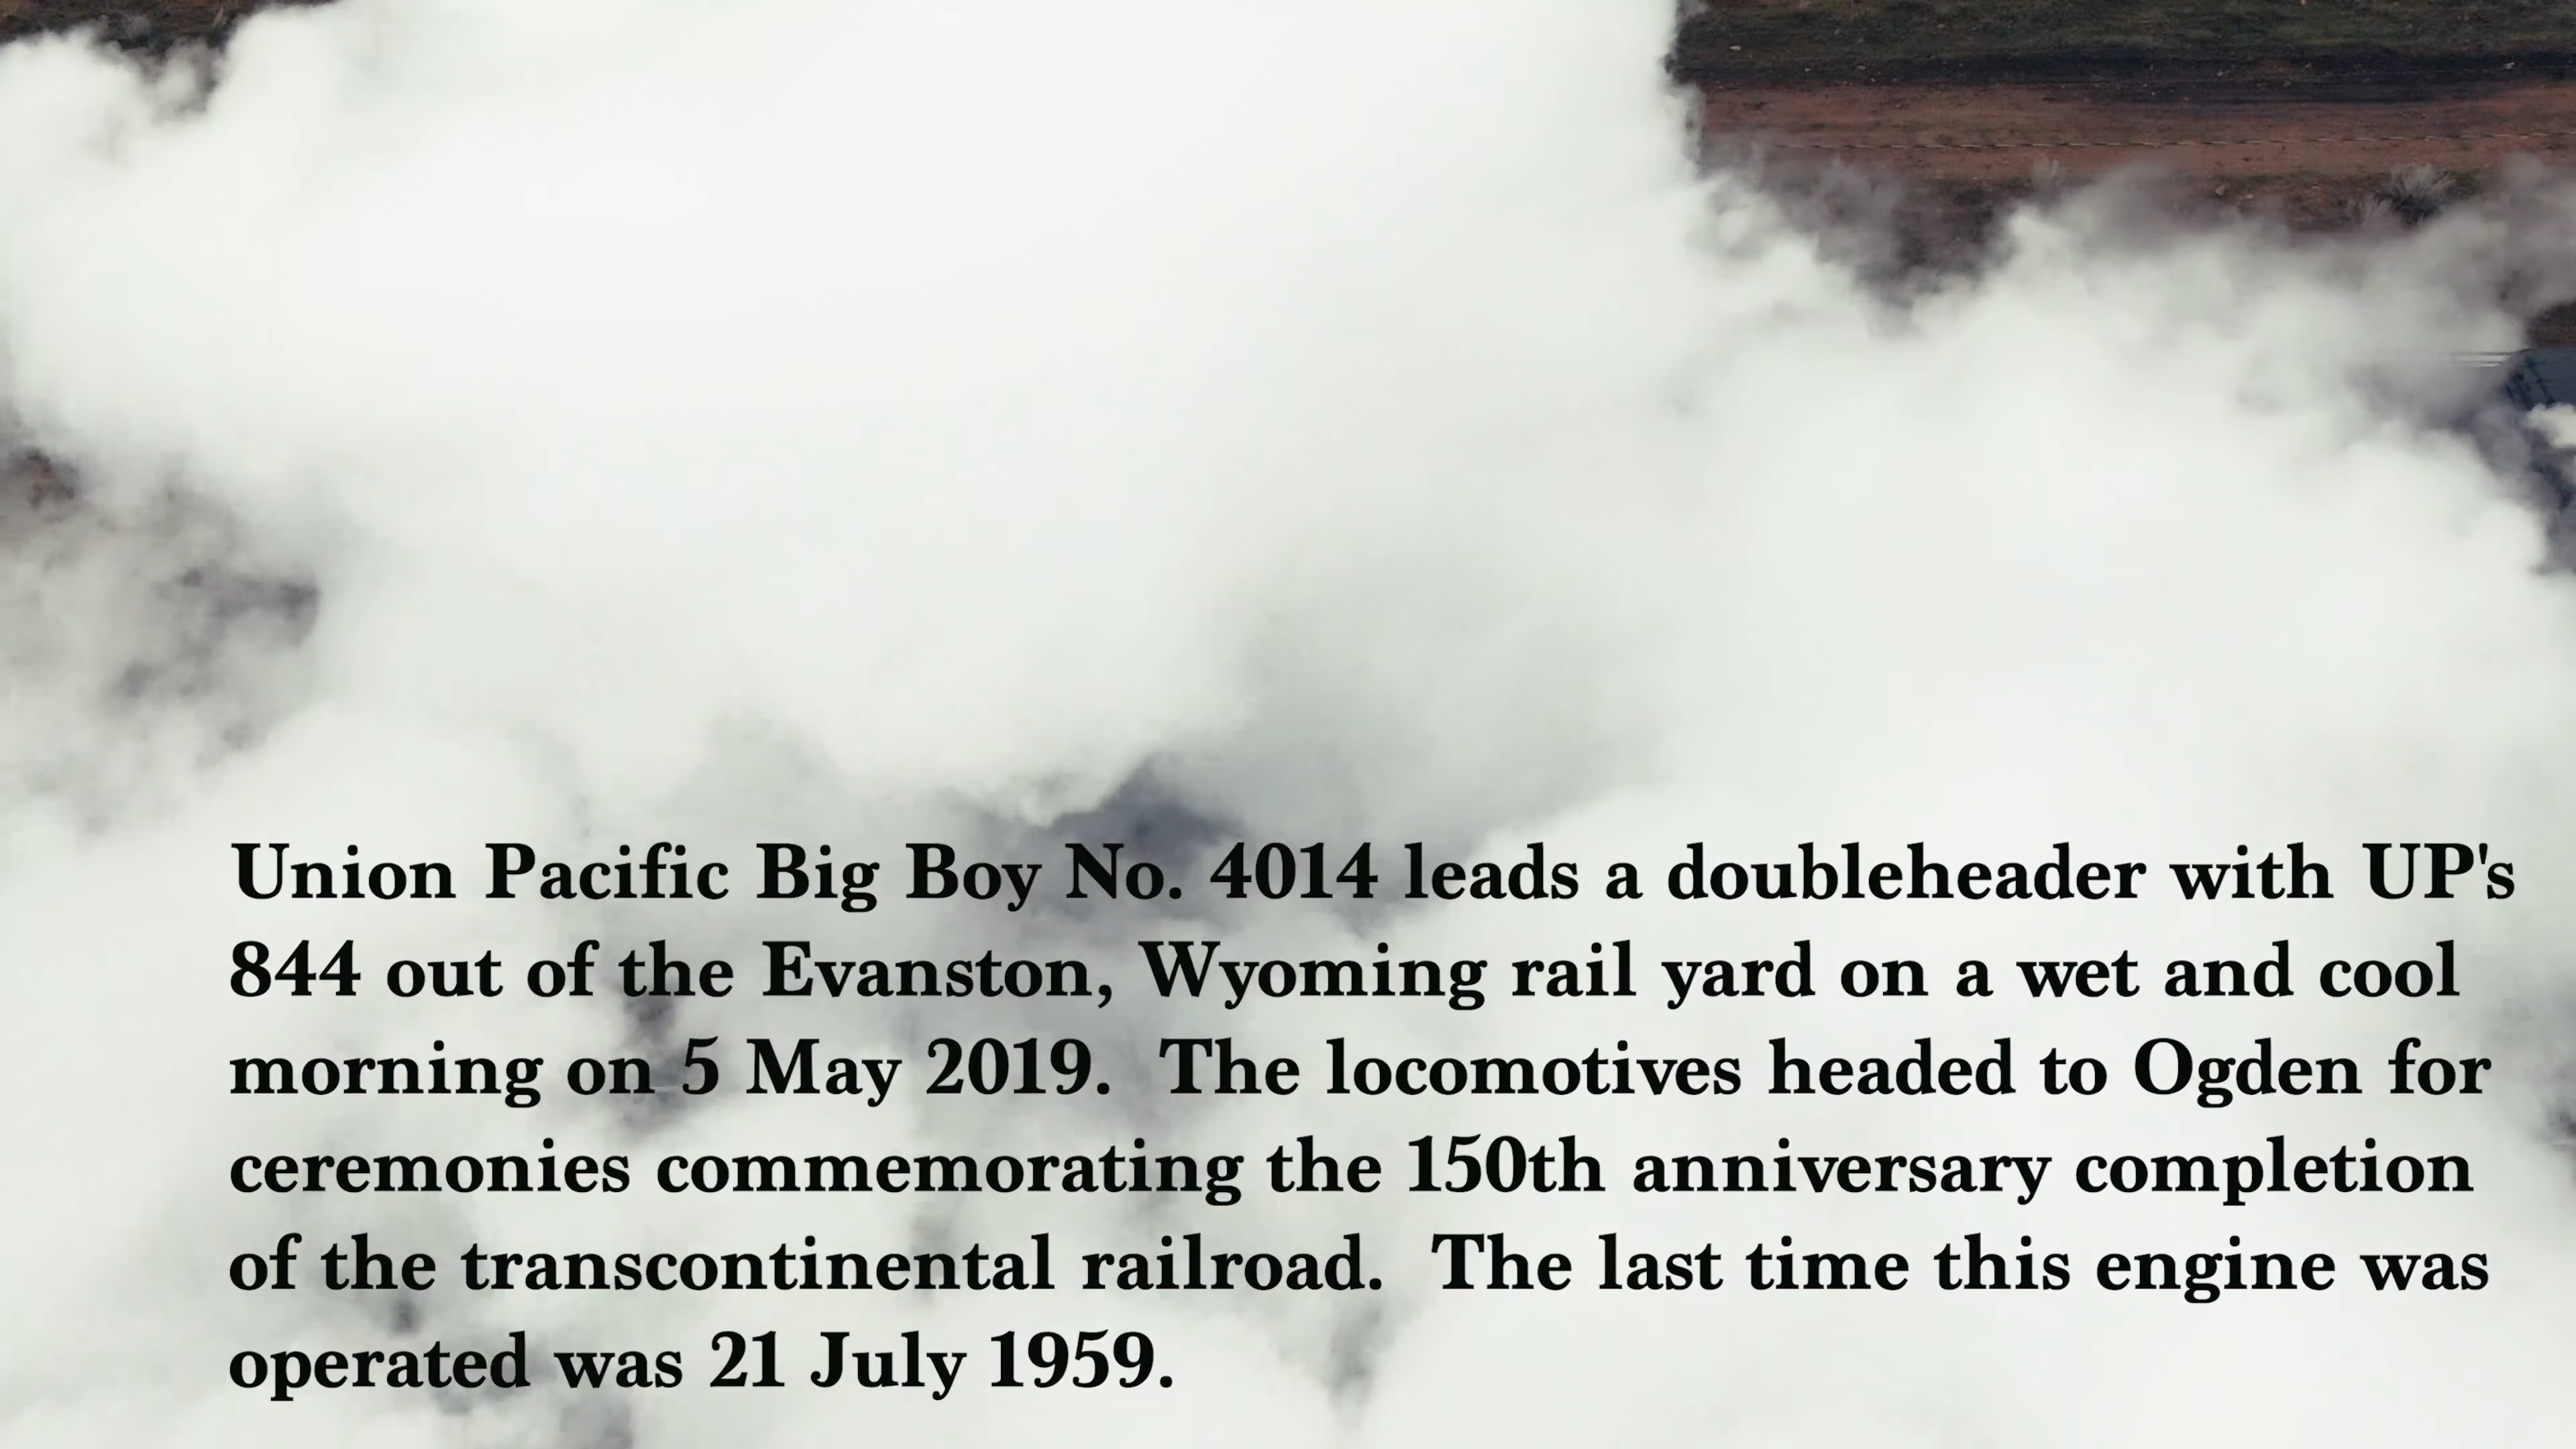 Union Pacific Big Boy No. 4014 leads a doubleheader with UP's
844 out of the Evanston, Wyoming rail yard on a wet and cool
morning on 5 May 2019.  The locomotives headed to Ogden for
ceremonies commemorating the 150th anniversary completion
of the transcontinental railroad.  The last time this engine was
operated was 21 July 1959.